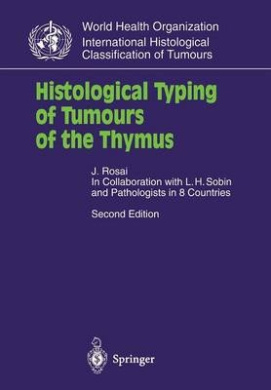 World Health Organization
International Histological
Classification of Tumours
Histological Typing
of Tumours
of the Thymus
J. Rosai
In Collaboration with L. H. Sobin
and Pathologists in 8 Countries
Second Edition
Springer